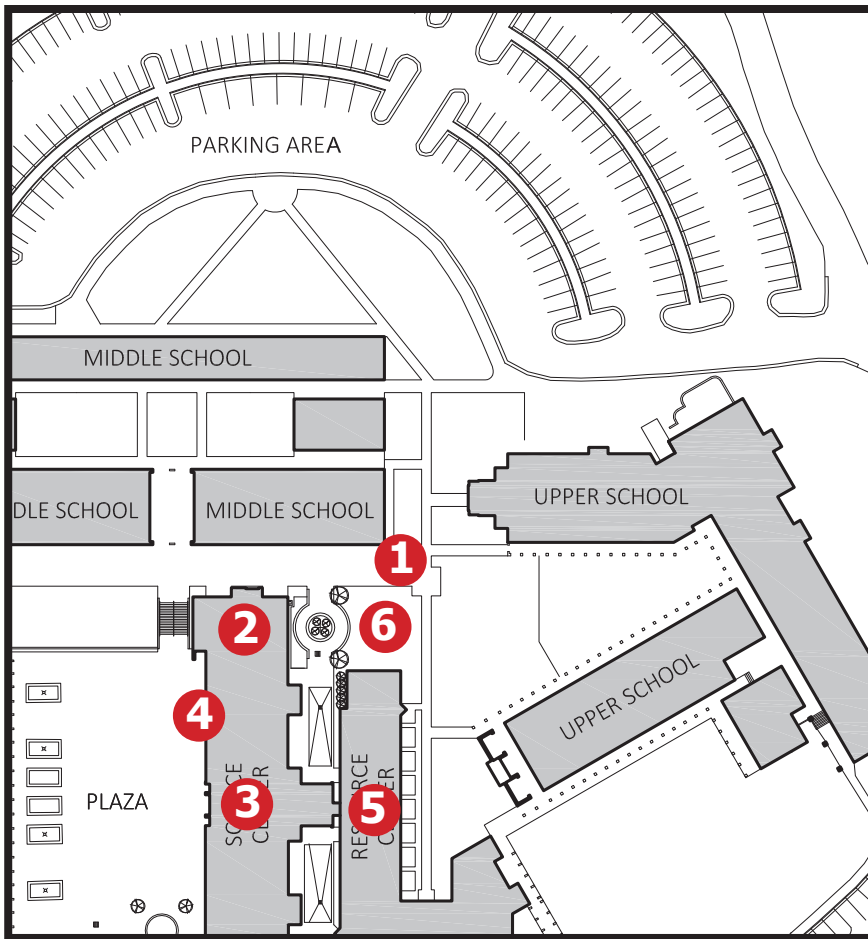 PARKING AREA
MIDDLE SCHOOL
UPPER SCHOOL
DLE SCHOOL
MIDDLE SCHOOL
1
2
6
UPPER SCHOOL
4
PLAZA
3
SCIENCE
CENTER
5
RESOURCE
CENTER